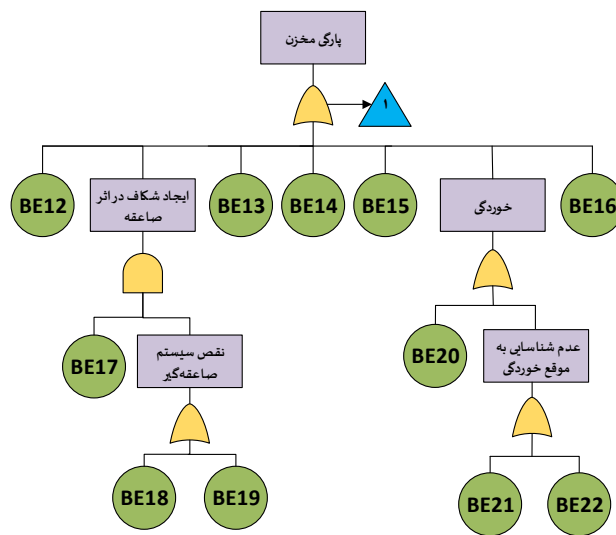 پارگی مخزن
۱
BE12
ایجاد شکاف در اثر
صاعقه
BE13
BE14
BE15
خوردگی
BE16
BE17
نقص سیستم
صاعقه‌گیر
BE20
عدم شناسایی به
موقع خوردگی
BE18
BE19
BE21
BE22